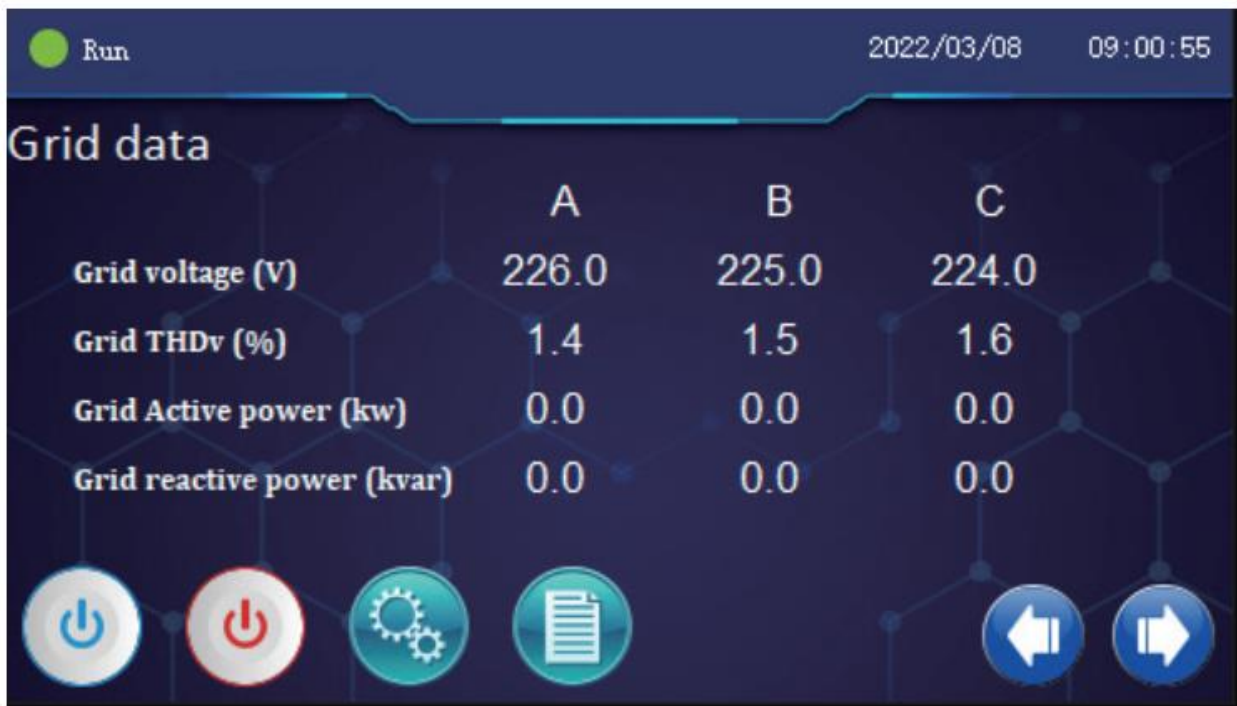 Run 2022/03/08 09:00:55
Grid data
A B C
Grid voltage (V) 226.0 225.0 224.0
Grid THDv (%) 1.4 1.5 1.6
Grid Active power (kw) 0.0 0.0 0.0
Grid reactive power (kvar) 0.0 0.0 0.0